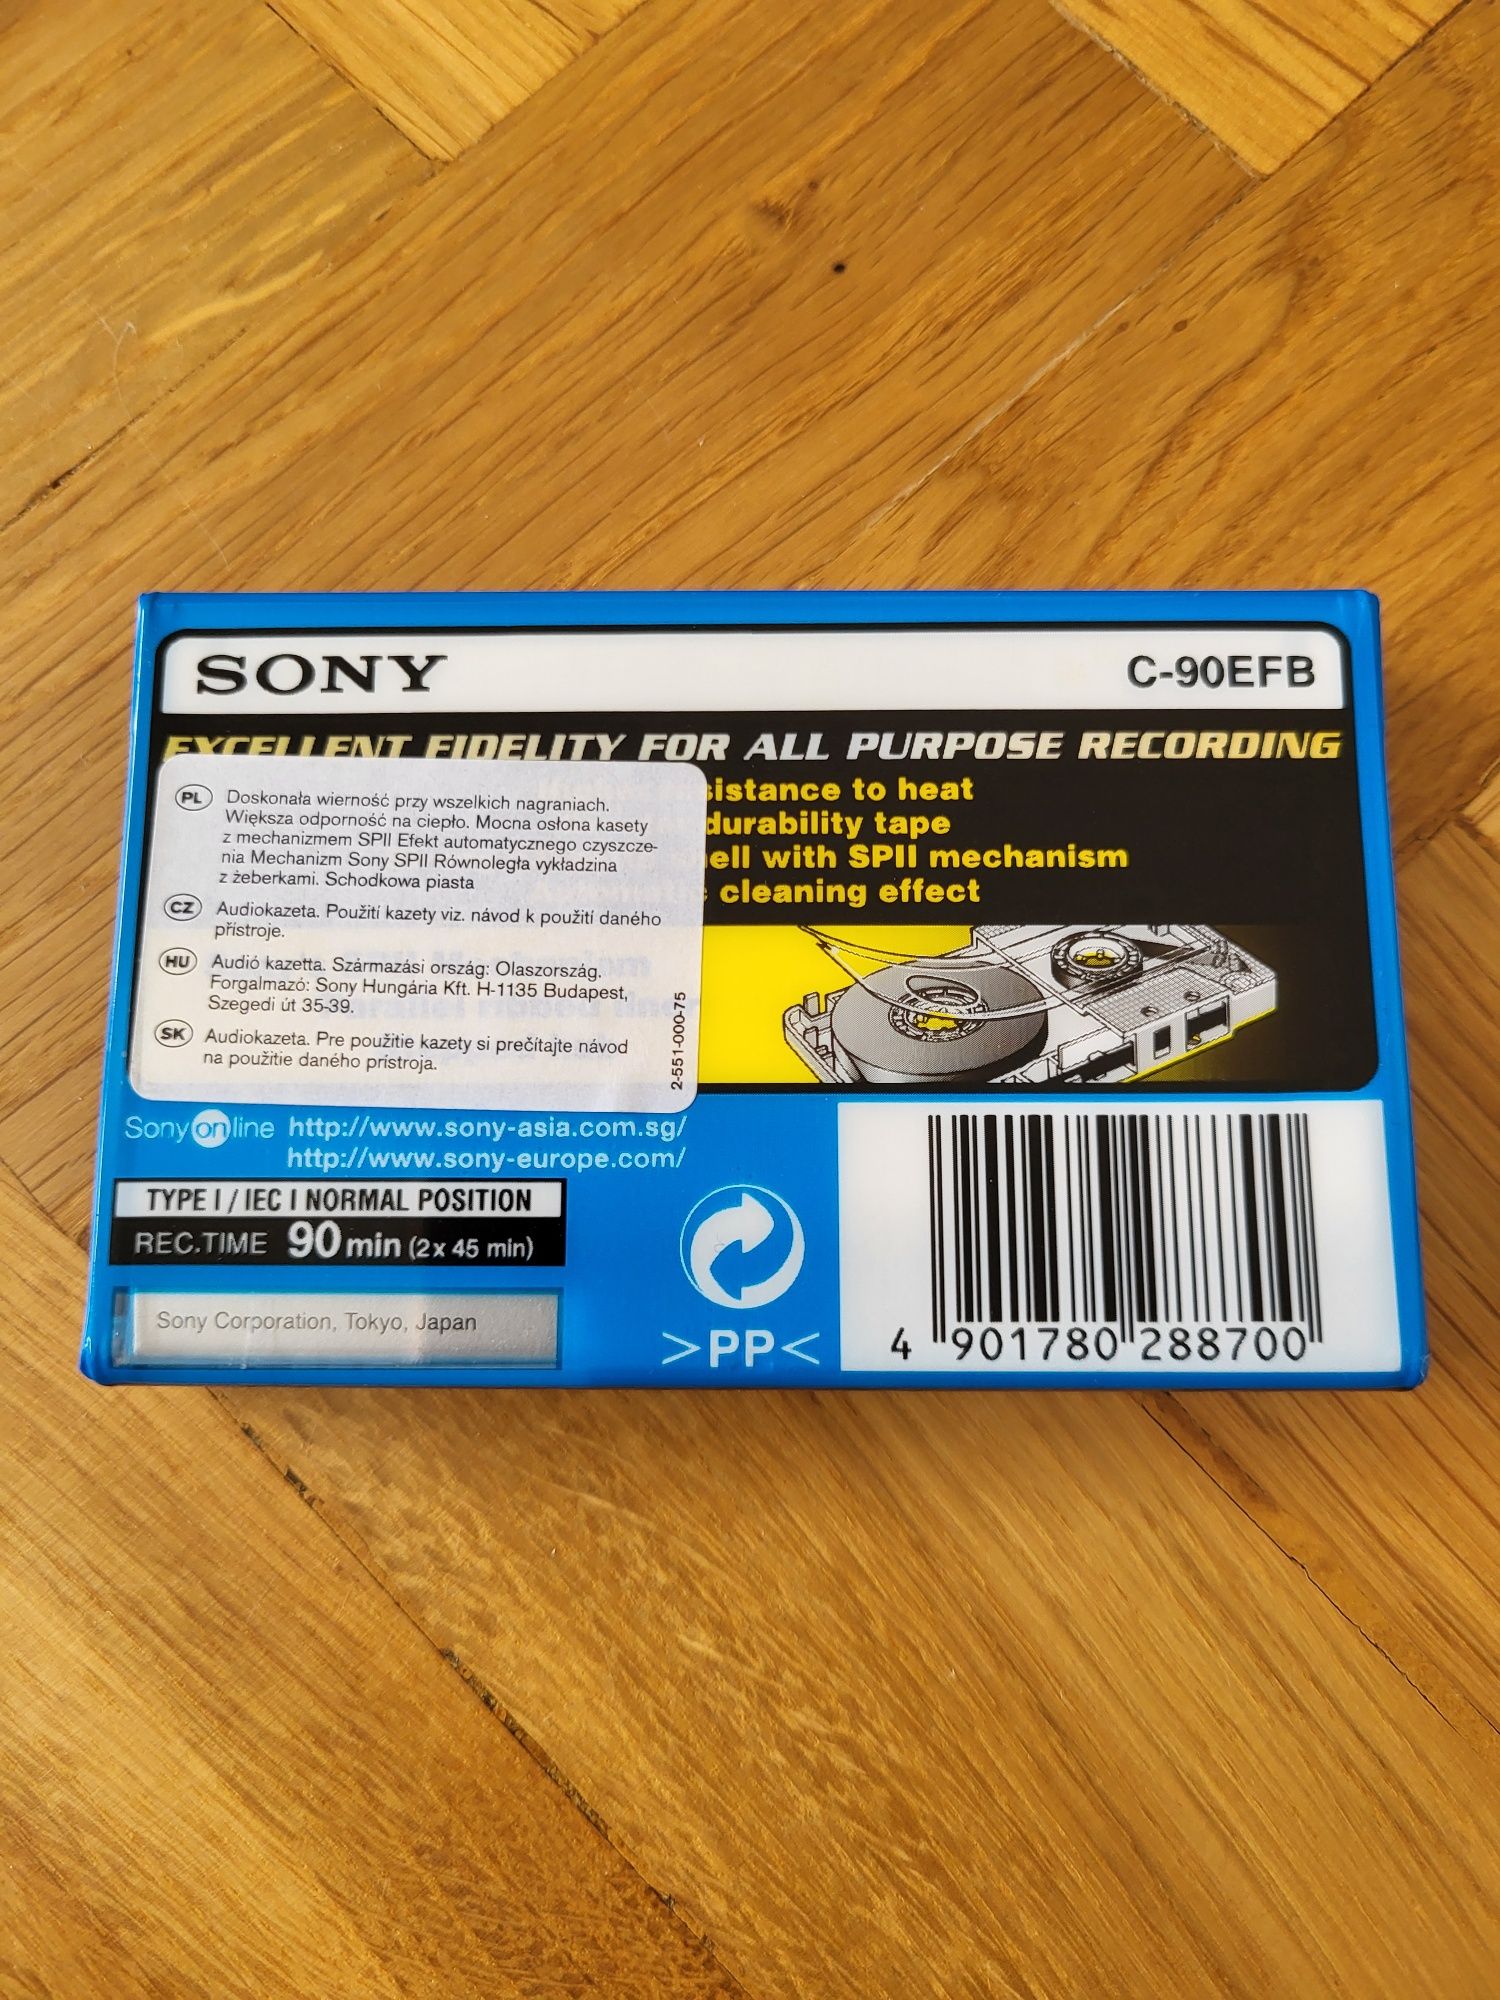 SONY
C-90EFB
EXCELLENT FIDELITY FOR ALL PURPOSE RECORDING
sistance to heat
durability tape
ell with SPII mechanism
cleaning effect
PL Doskonała wierność przy wszelkich nagraniach.
Większa odporność na ciepło. Mocna osłona kasety
z mechanizmem SPII Efekt automatycznego czyszcze-
nia Mechanizm Sony SPII Równoległa vykładzina
z żeberkami. Schodkowa piasta
CZ Audiokazeta. Použití kazety viz. návod k použití daného
přístroje.
HU Audió kazetta. Származási ország: Olaszország.
Forgalmazó: Sony Hungária Kft. H-1135 Budapest,
Szegedi út 35-39.
SK Audiokazeta. Pre použitie kazety si prečítajte návod
na použitie daného prístroja.
2-551-000-75
Sony on line http://www.sony-asia.com.sg/
http://www.sony-europe.com/
TYPE I / IEC I NORMAL POSITION
REC.TIME 90 min (2 x 45 min)
Sony Corporation, Tokyo, Japan
>PP<
4 901780 288700